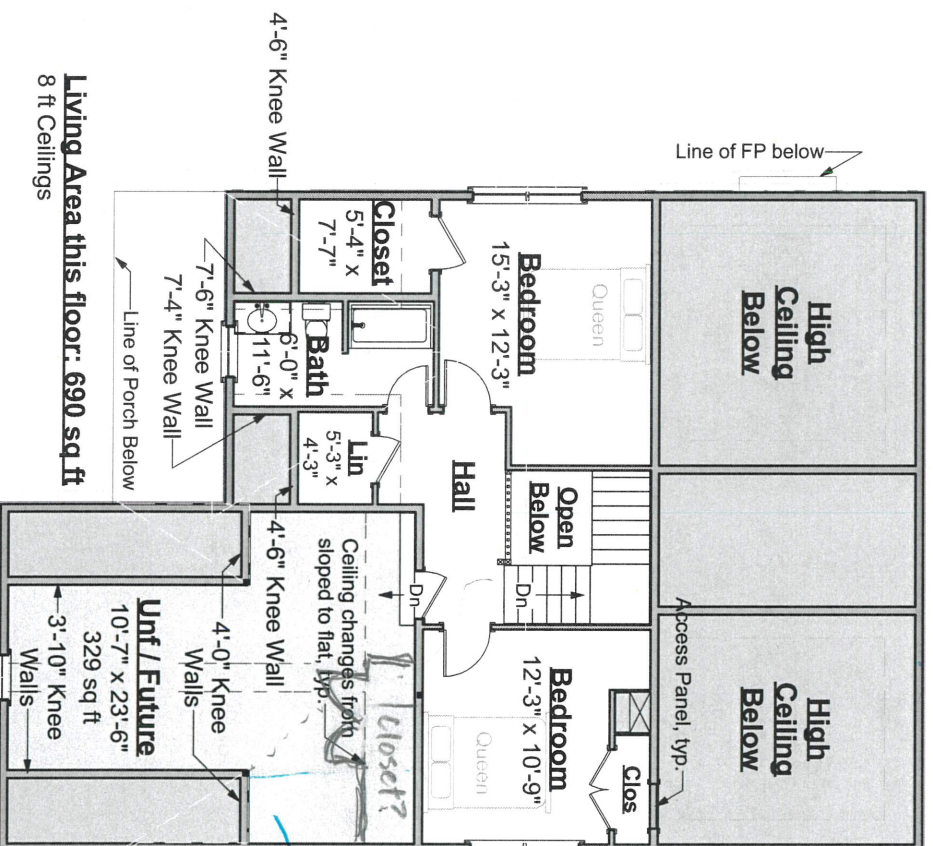 Line of FP below
High
Ceiling
Below
High
Ceiling
Below
Queen
Bedroom
15'-3" x 12'-3"
Closet
5'-4" x
7'-7"
4'-6" Knee Wall
Bath
6'-0" x
11'-6"
7'-6" Knee Wall
7'-4" Knee Wall
Line of Porch Below
Lin
5'-3" x
4'-3"
Hall
Open
Below
Dn
Dn
Access Panel, typ.
Clos
Bedroom
12'-3" x 10'-9"
Queen
closet?
Ceiling changes from
sloped to flat, typ.
4'-6" Knee Wall
4'-0" Knee
Walls
Unf / Future
10'-7" x 23'-6"
329 sq ft
3'-10" Knee
Walls
Living Area this floor: 690 sq ft
8 ft Ceilings